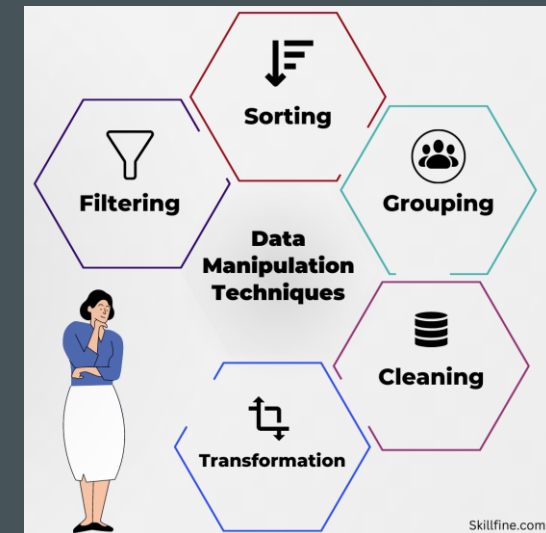 Sorting
Filtering
Grouping
Data
Manipulation
Techniques
Cleaning
Transformation
Skillfine.com